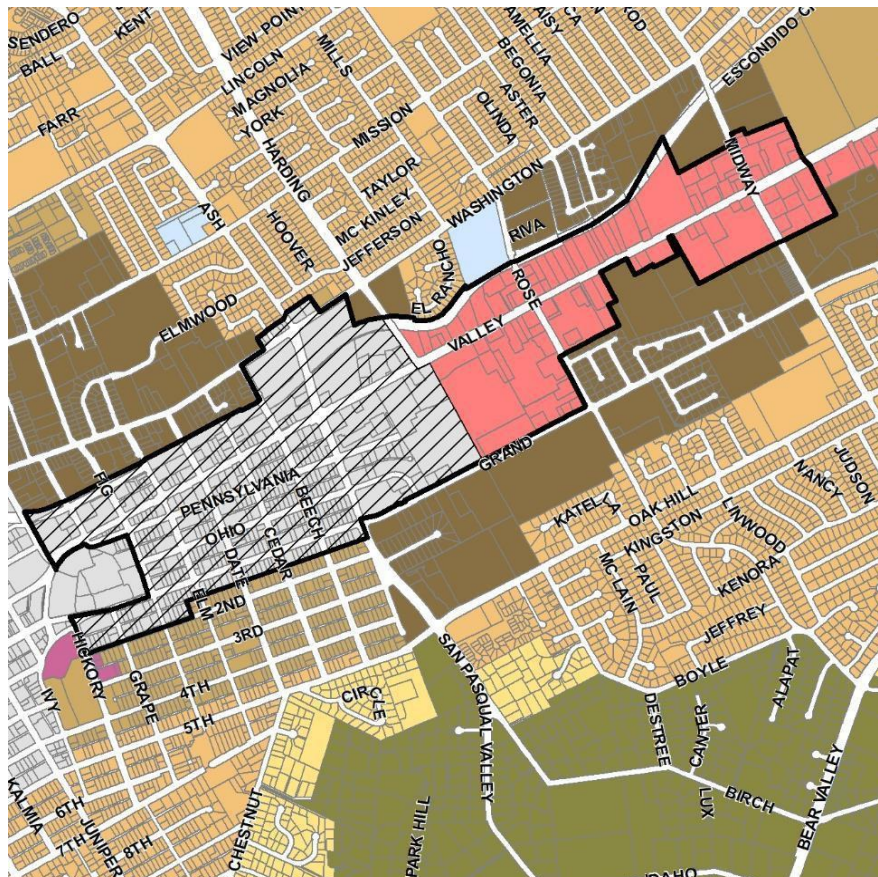 SENDERO
KENT
BALL
VIEW POINT
LINCOLN
MILLS
MAGNOLIA
YORK
FARR
HARDING
MISSION
BEGONIA
ASTER
OLINDA
DAISY
ESCONDIDO
MIDWAY
ASH
TAYLOR
MC KINLEY
JEFFERSON
WASHINGTON
HOOVER
RIVA
EL RANCHO
ELMWOOD
ROSE
VALLEY
FIG
PENNSYLVANIA
GRAND
OHIO
BEECH
CEDAR
DATE
ELM
2ND
3RD
KATELLA
OAK HILL
KINGSTON
LINWOOD
NANCY
JUDSON
MC LAIN
PAUL
KENORA
JEFFREY
BOYLE
HICKORY
GRAPE
4TH
5TH
IVY
CIRCLE
SAN PASQUAL VALLEY
DESTREE
CANTER
ALAPAT
LUX
BIRCH
BEAR VALLEY
KALMIA
6TH
7TH
8TH
JUNIPER
CHESTNUT
PARK HILL
IDAHO